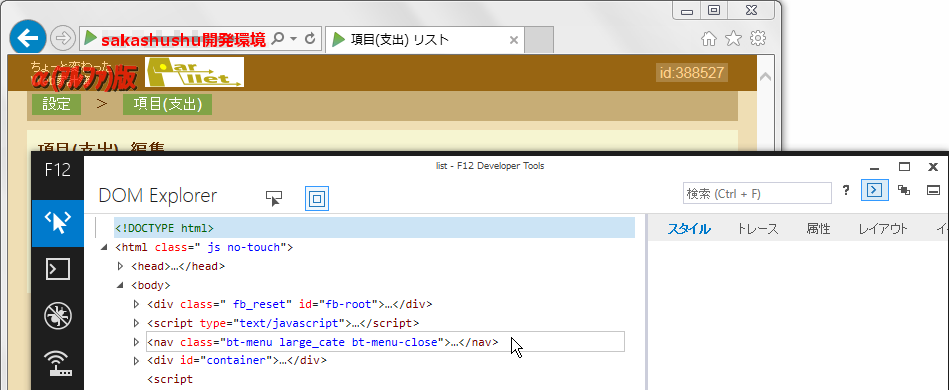 sakashushu開発環境
項目(支出) リスト
ちょーと変わった
α(アルファ)版
Par
llet.
id:388527
設定 > 項目(支出)
項目(支出) 編集
F12
list - F12 Developer Tools
DOM Explorer
検索 (Ctrl + F)
?
<!DOCTYPE html>
<html class=" js no-touch">
<head>…</head>
<body>
<div class=" fb_reset" id="fb-root">…</div>
<script type="text/javascript">…</script>
<nav class="bt-menu large_cate bt-menu-close">…</nav>
<div id="container">…</div>
<script
スタイル トレース 属性 レイアウト イ